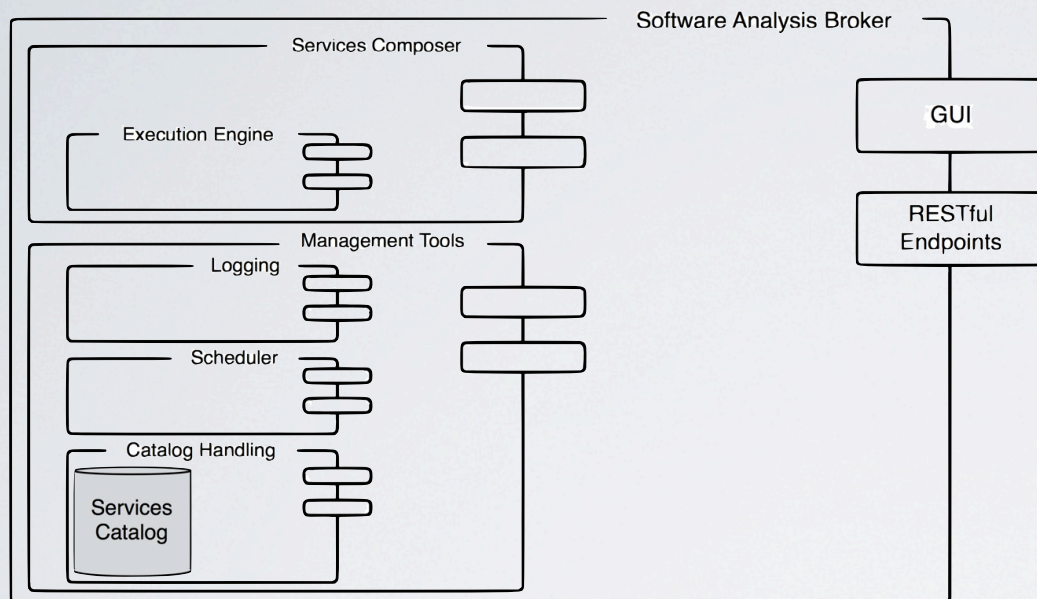 Software Analysis Broker
Services Composer
Execution Engine
GUI
RESTful
Endpoints
Management Tools
Logging
Scheduler
Catalog Handling
Services
Catalog